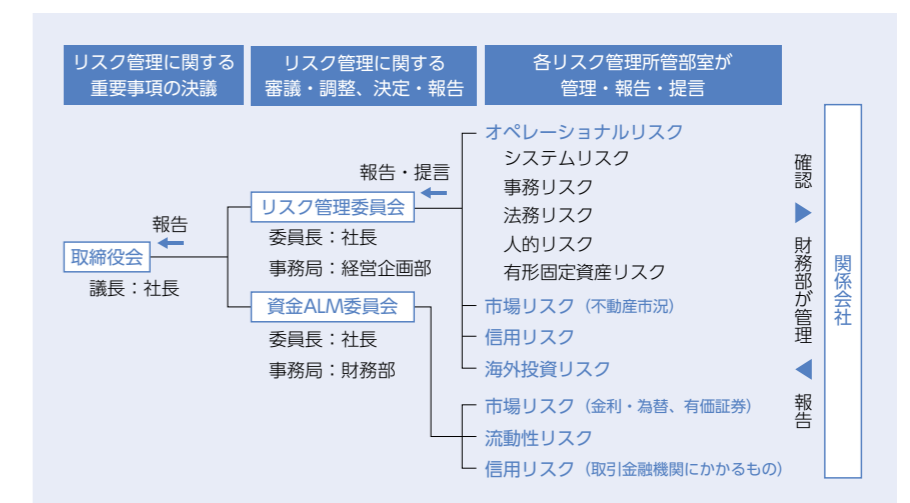 リスク管理に関する
重要事項の決議
リスク管理に関する
審議・調整、決定・報告
各リスク管理所管部室が
管理・報告・提言
報告
取締役会
議長：社長
報告・提言
リスク管理委員会
委員長：社長
事務局：経営企画部
資金ALM委員会
委員長：社長
事務局：財務部
オペレーショナルリスク
システムリスク
事務リスク
法務リスク
人的リスク
有形固定資産リスク
市場リスク（不動産市況）
信用リスク
海外投資リスク
市場リスク（金利・為替、有価証券）
流動性リスク
信用リスク（取引金融機関にかかるもの）
確認
財務部が管理
報告
関係会社